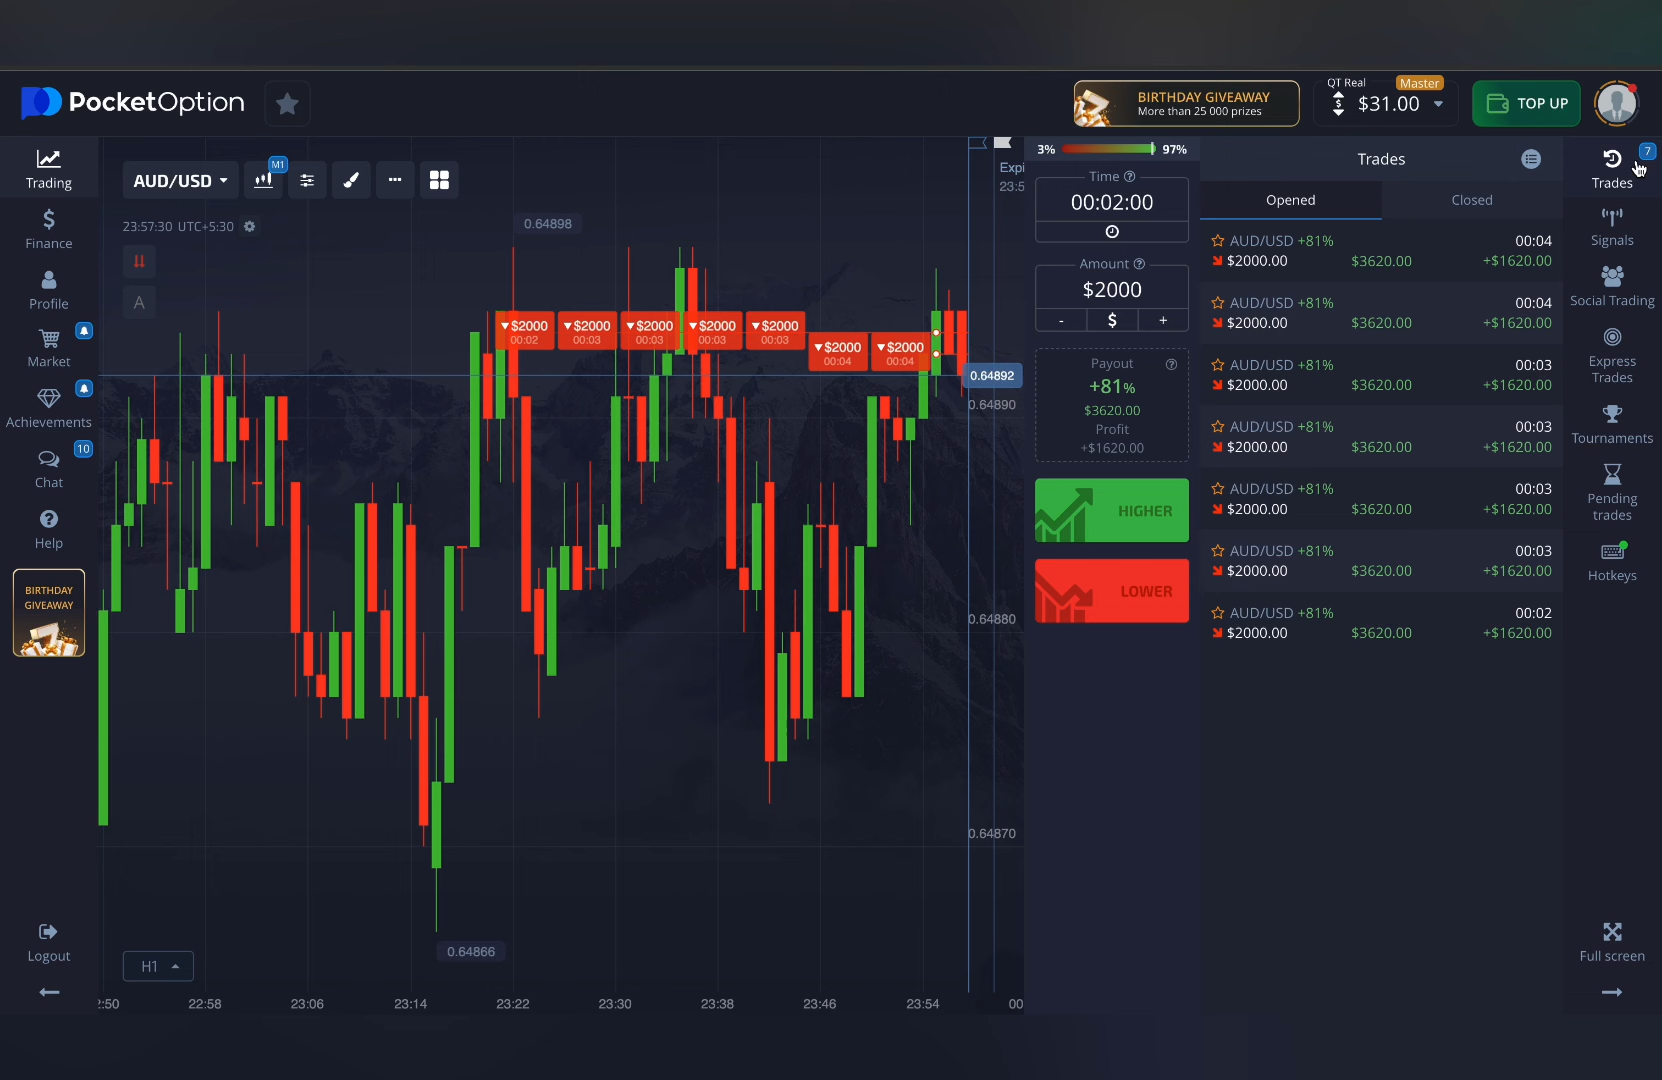 PocketOption
BIRTHDAY GIVEAWAY
More than 25 000 prizes
QT Real
Master
$31.00
TOP UP
Trading
Finance
Profile
Market
Achievements
10
Chat
Help
BIRTHDAY
GIVEAWAY
Logout
AUD/USD
M1
23:57:30 UTC+5:30
A
0.64898
$2000
00:02
$2000
00:03
$2000
00:03
$2000
00:03
$2000
00:03
$2000
00:04
$2000
00:04
Expi
23:5
0.64892
0.64890
0.64880
0.64870
0.64866
H1
:50
22:58
23:06
23:14
23:22
23:30
23:38
23:46
23:54
00
3%
97%
Time
00:02:00
Amount
$2000
-
$
+
Payout
+81%
$3620.00
Profit
+$1620.00
HIGHER
LOWER
Trades
Opened
Closed
AUD/USD +81% 00:04
$2000.00 $3620.00 +$1620.00
AUD/USD +81% 00:04
$2000.00 $3620.00 +$1620.00
AUD/USD +81% 00:03
$2000.00 $3620.00 +$1620.00
AUD/USD +81% 00:03
$2000.00 $3620.00 +$1620.00
AUD/USD +81% 00:03
$2000.00 $3620.00 +$1620.00
AUD/USD +81% 00:03
$2000.00 $3620.00 +$1620.00
AUD/USD +81% 00:02
$2000.00 $3620.00 +$1620.00
7
Trades
Signals
Social Trading
Express
Trades
Tournaments
Pending
trades
Hotkeys
Full screen